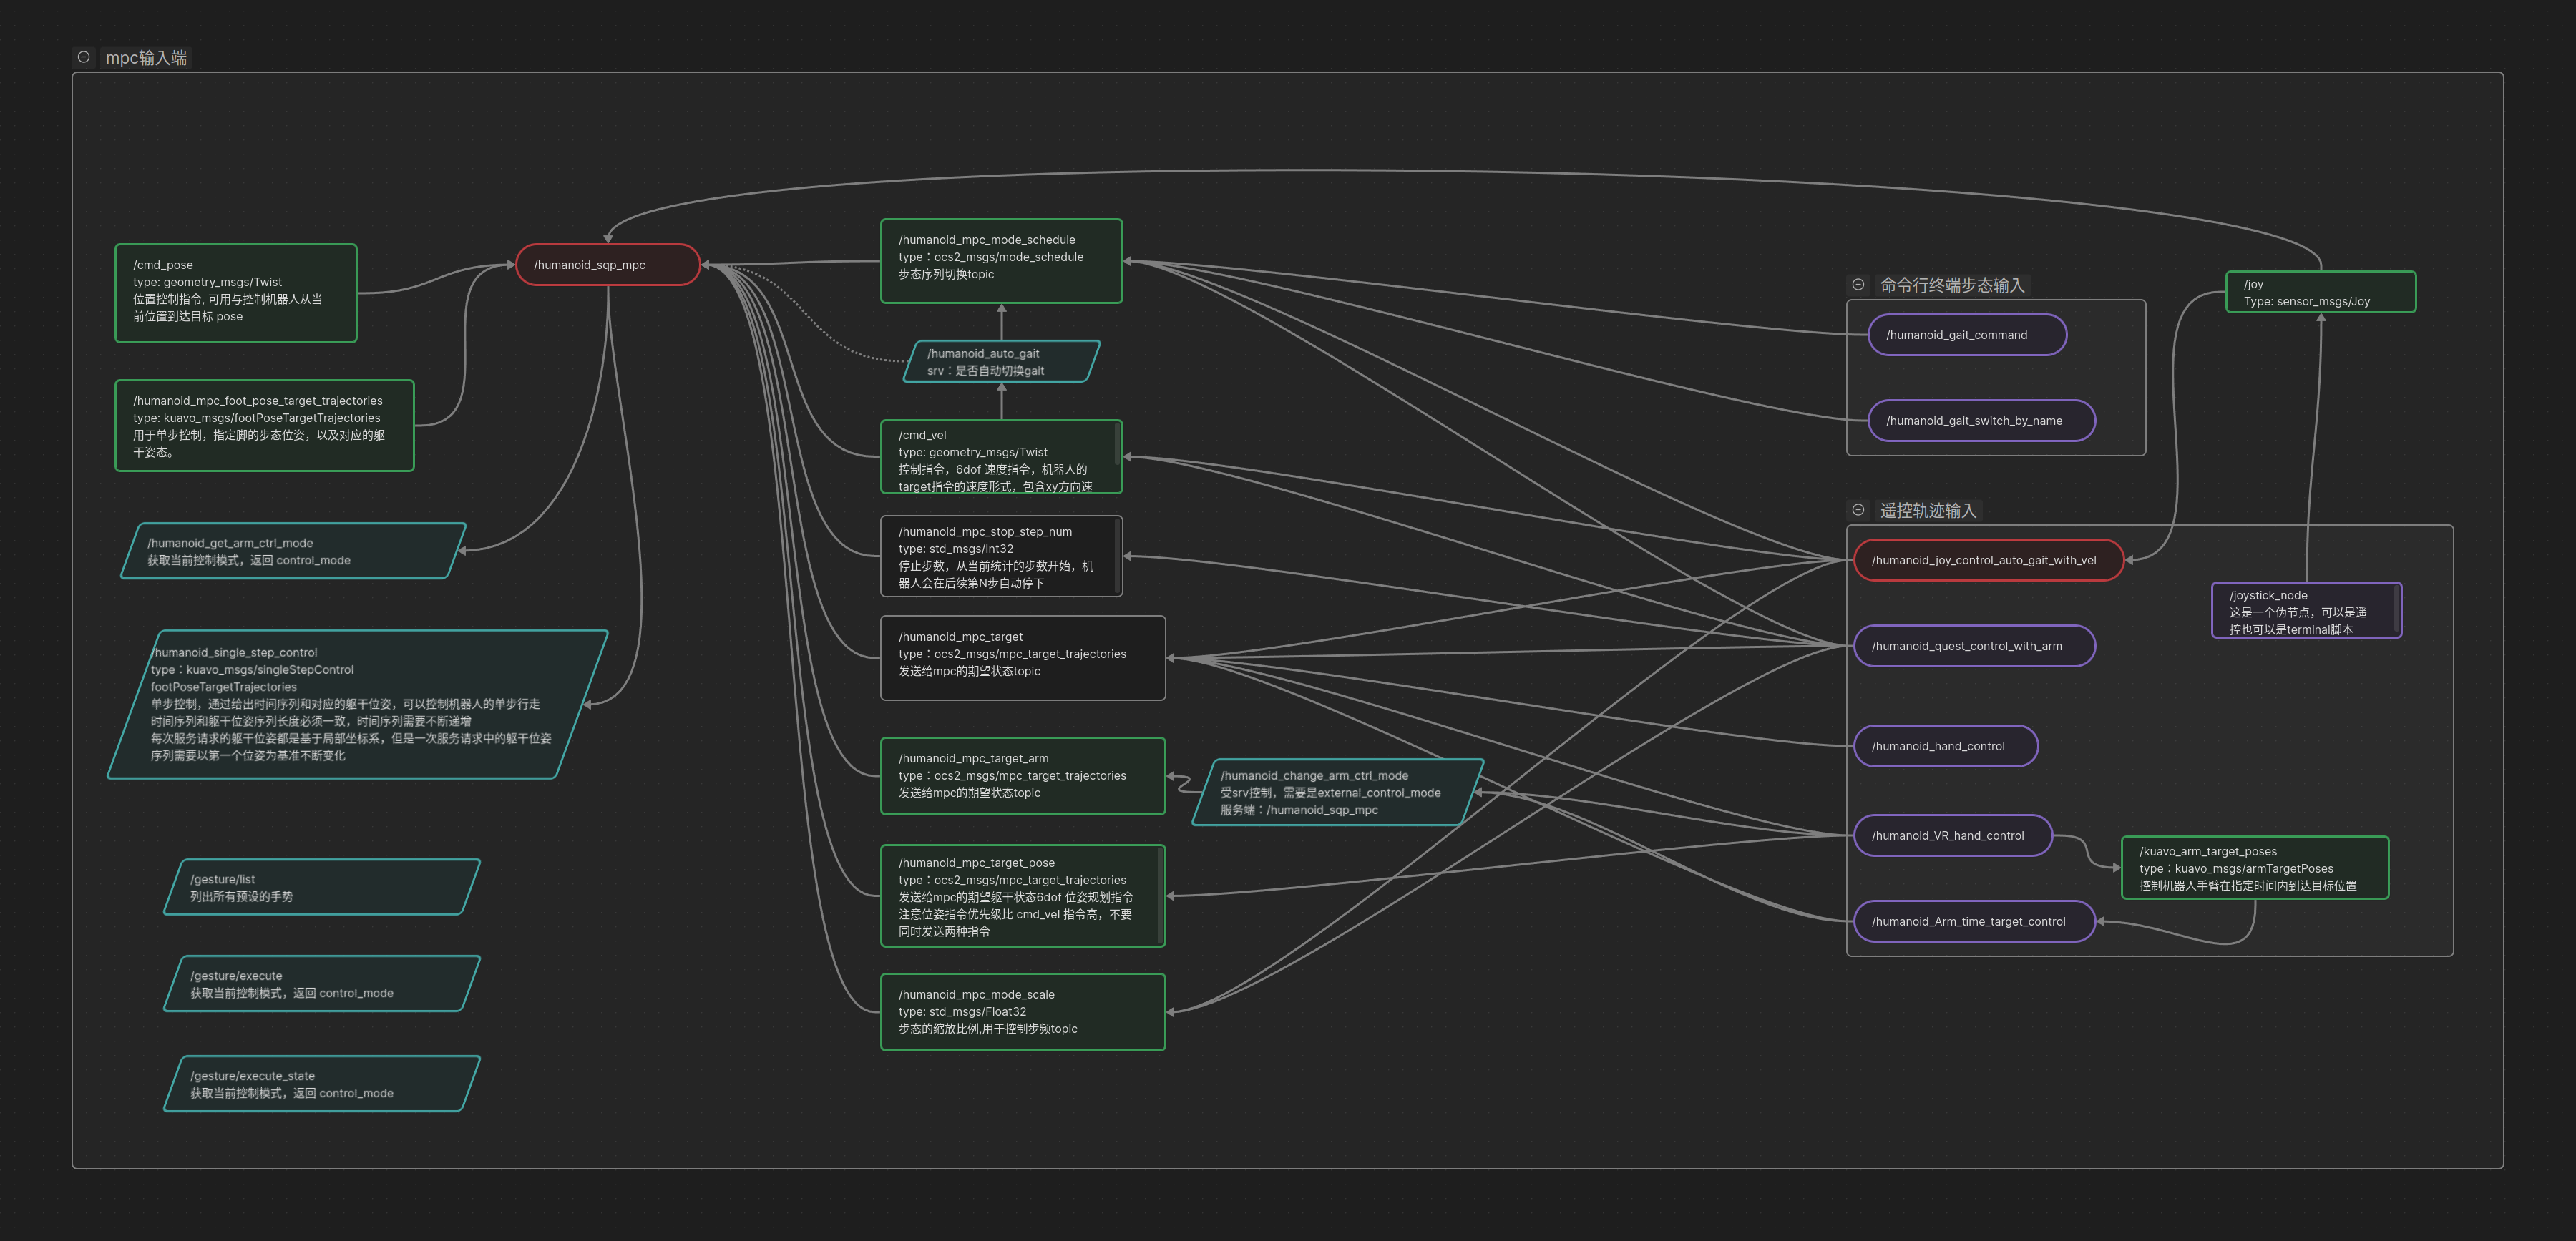 mpc输入端
/cmd_pose
type: geometry_msgs/Twist
位置控制指令, 可用与控制机器人从当
前位置到达目标 pose
/humanoid_mpc_foot_pose_target_trajectories
type: kuavo_msgs/footPoseTargetTrajectories
用于单步控制，指定脚的步态位姿，以及对应的躯
干姿态。
/humanoid_get_arm_ctrl_mode
获取当前控制模式，返回 control_mode
/humanoid_single_step_control
type：kuavo_msgs/singleStepControl
footPoseTargetTrajectories
单步控制，通过给出时间序列和对应的躯干位姿，可以控制机器人的单步行走
时间序列和躯干位姿序列长度必须一致，时间序列需要不断递增
每次服务请求的躯干位姿都是基于局部坐标系，但是一次服务请求中的躯干位姿
序列需要以第一个位姿为基准不断变化
/gesture/list
列出所有预设的手势
/gesture/execute
获取当前控制模式，返回 control_mode
/gesture/execute_state
获取当前控制模式，返回 control_mode
/humanoid_sqp_mpc
/humanoid_mpc_mode_schedule
type：ocs2_msgs/mode_schedule
步态序列切换topic
/humanoid_auto_gait
srv：是否自动切换gait
/cmd_vel
type: geometry_msgs/Twist
控制指令，6dof 速度指令，机器人的
target指令的速度形式，包含xy方向速
/humanoid_mpc_stop_step_num
type: std_msgs/Int32
停止步数，从当前统计的步数开始，机
器人会在后续第N步自动停下
/humanoid_mpc_target
type：ocs2_msgs/mpc_target_trajectories
发送给mpc的期望状态topic
/humanoid_mpc_target_arm
type：ocs2_msgs/mpc_target_trajectories
发送给mpc的期望状态topic
/humanoid_change_arm_ctrl_mode
受srv控制，需要是external_control_mode
服务端：/humanoid_sqp_mpc
/humanoid_mpc_target_pose
type：ocs2_msgs/mpc_target_trajectories
发送给mpc的期望躯干状态6dof 位姿规划指令
注意位姿指令优先级比 cmd_vel 指令高，不要
同时发送两种指令
/humanoid_mpc_mode_scale
type: std_msgs/Float32
步态的缩放比例,用于控制步频topic
命令行终端步态输入
/humanoid_gait_command
/humanoid_gait_switch_by_name
/joy
Type: sensor_msgs/Joy
遥控轨迹输入
/humanoid_joy_control_auto_gait_with_vel
/joystick_node
这是一个伪节点，可以是遥
控也可以是terminal脚本
/humanoid_quest_control_with_arm
/humanoid_hand_control
/humanoid_VR_hand_control
/kuavo_arm_target_poses
type：kuavo_msgs/armTargetPoses
控制机器人手臂在指定时间内到达目标位置
/humanoid_Arm_time_target_control